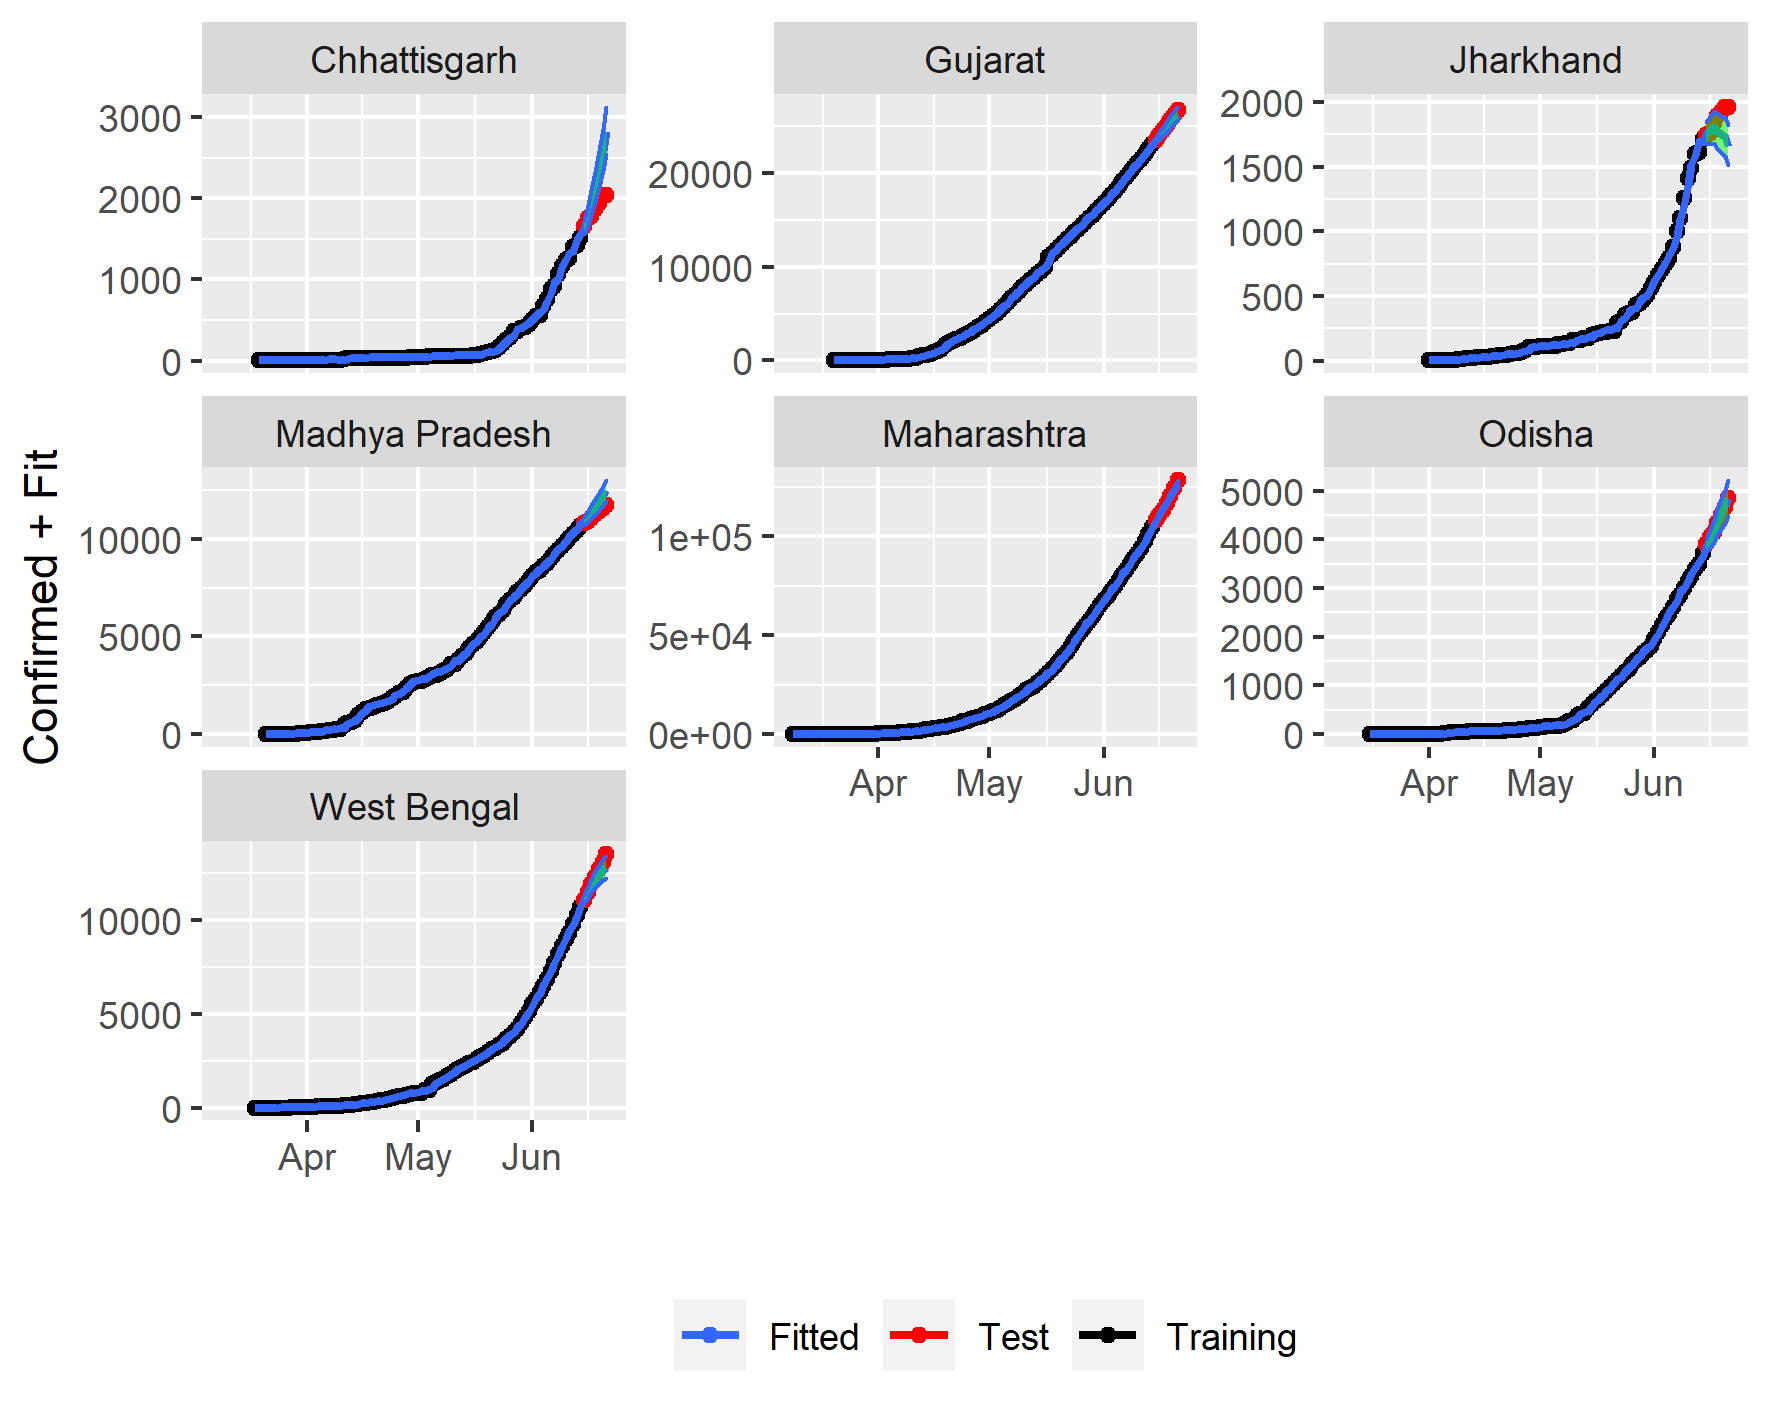 Chhattisgarh
Gujarat
Jharkhand
3000
2000
1000
0
20000
10000
0
2000
1500
1000
500
0
Confirmed + Fit
Madhya Pradesh
Maharashtra
Odisha
10000
5000
0
1e+05
5e+04
0e+00
5000
4000
3000
2000
1000
0
Apr May Jun
Apr May Jun
West Bengal
10000
5000
0
Apr May Jun
Fitted Test Training